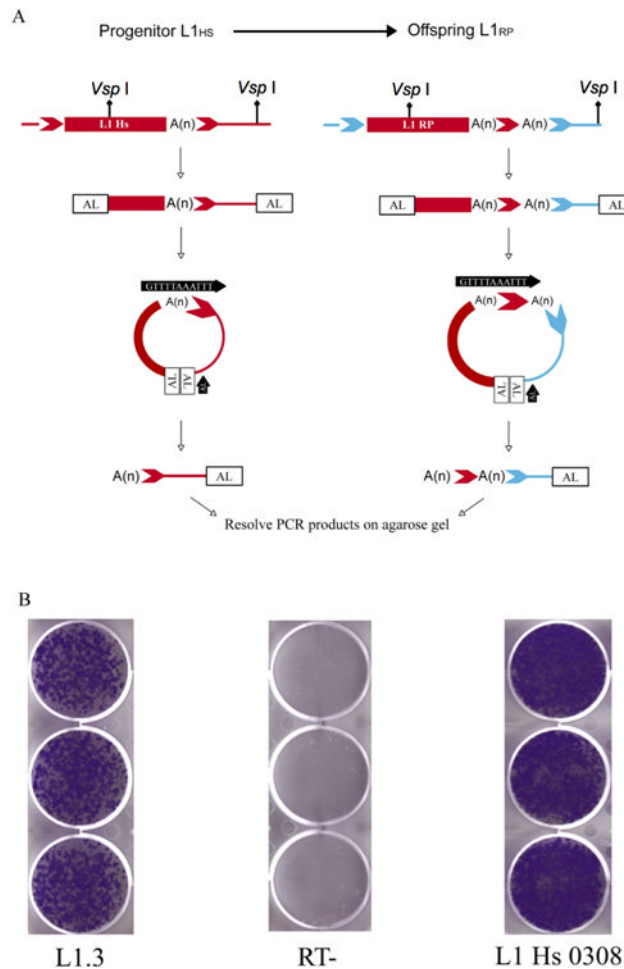 A
Progenitor L1HS Offspring L1RP
Vsp I Vsp I Vsp I Vsp I
L1 Hs A(n) L1 RP A(n) A(n)
AL A(n) AL AL A(n) A(n) AL
GTTTTAAATTT GTTTTAAATTT
A(n) A(n) A(n)
AL AL AL AL
A(n) AL A(n) A(n) AL
Resolve PCR products on agarose gel
B
L1.3 RT- L1 Hs 0308